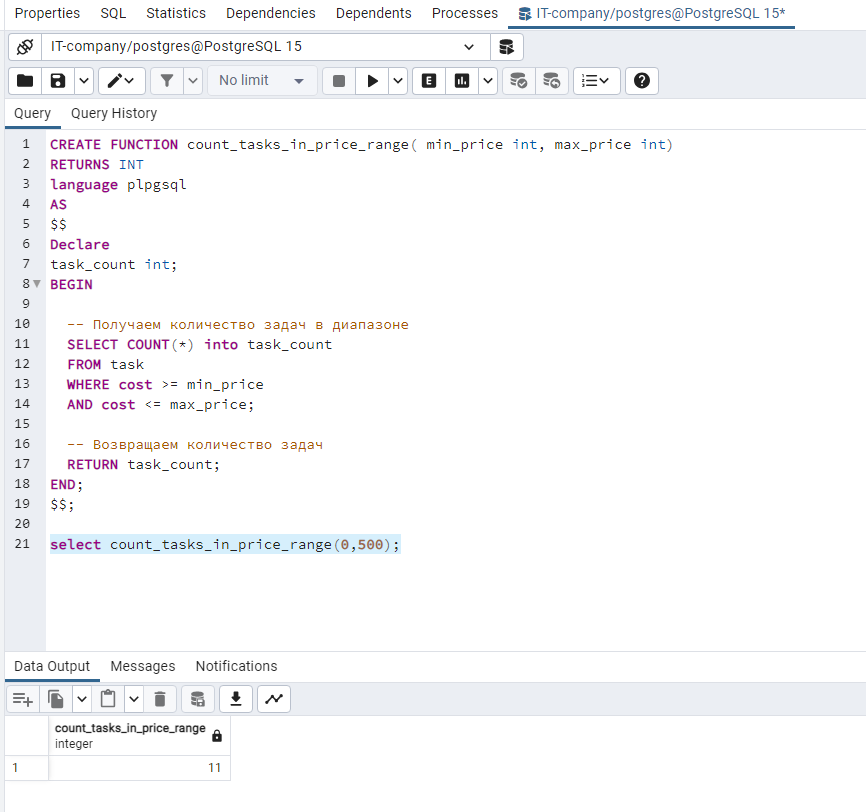 Properties SQL Statistics Dependencies Dependents Processes IT-company/postgres@PostgreSQL 15*
IT-company/postgres@PostgreSQL 15
No limit E ?
Query Query History
1 CREATE FUNCTION count_tasks_in_price_range( min_price int, max_price int)
2 RETURNS INT
3 language plpgsql
4 AS
5 $$
6 Declare
7 task_count int;
8 BEGIN
9
10 -- Получаем количество задач в диапазоне
11 SELECT COUNT(*) into task_count
12 FROM task
13 WHERE cost >= min_price
14 AND cost <= max_price;
15
16 -- Возвращаем количество задач
17 RETURN task_count;
18 END;
19 $$;
20
21 select count_tasks_in_price_range(0,500);
Data Output Messages Notifications
count_tasks_in_price_range
integer
1 11